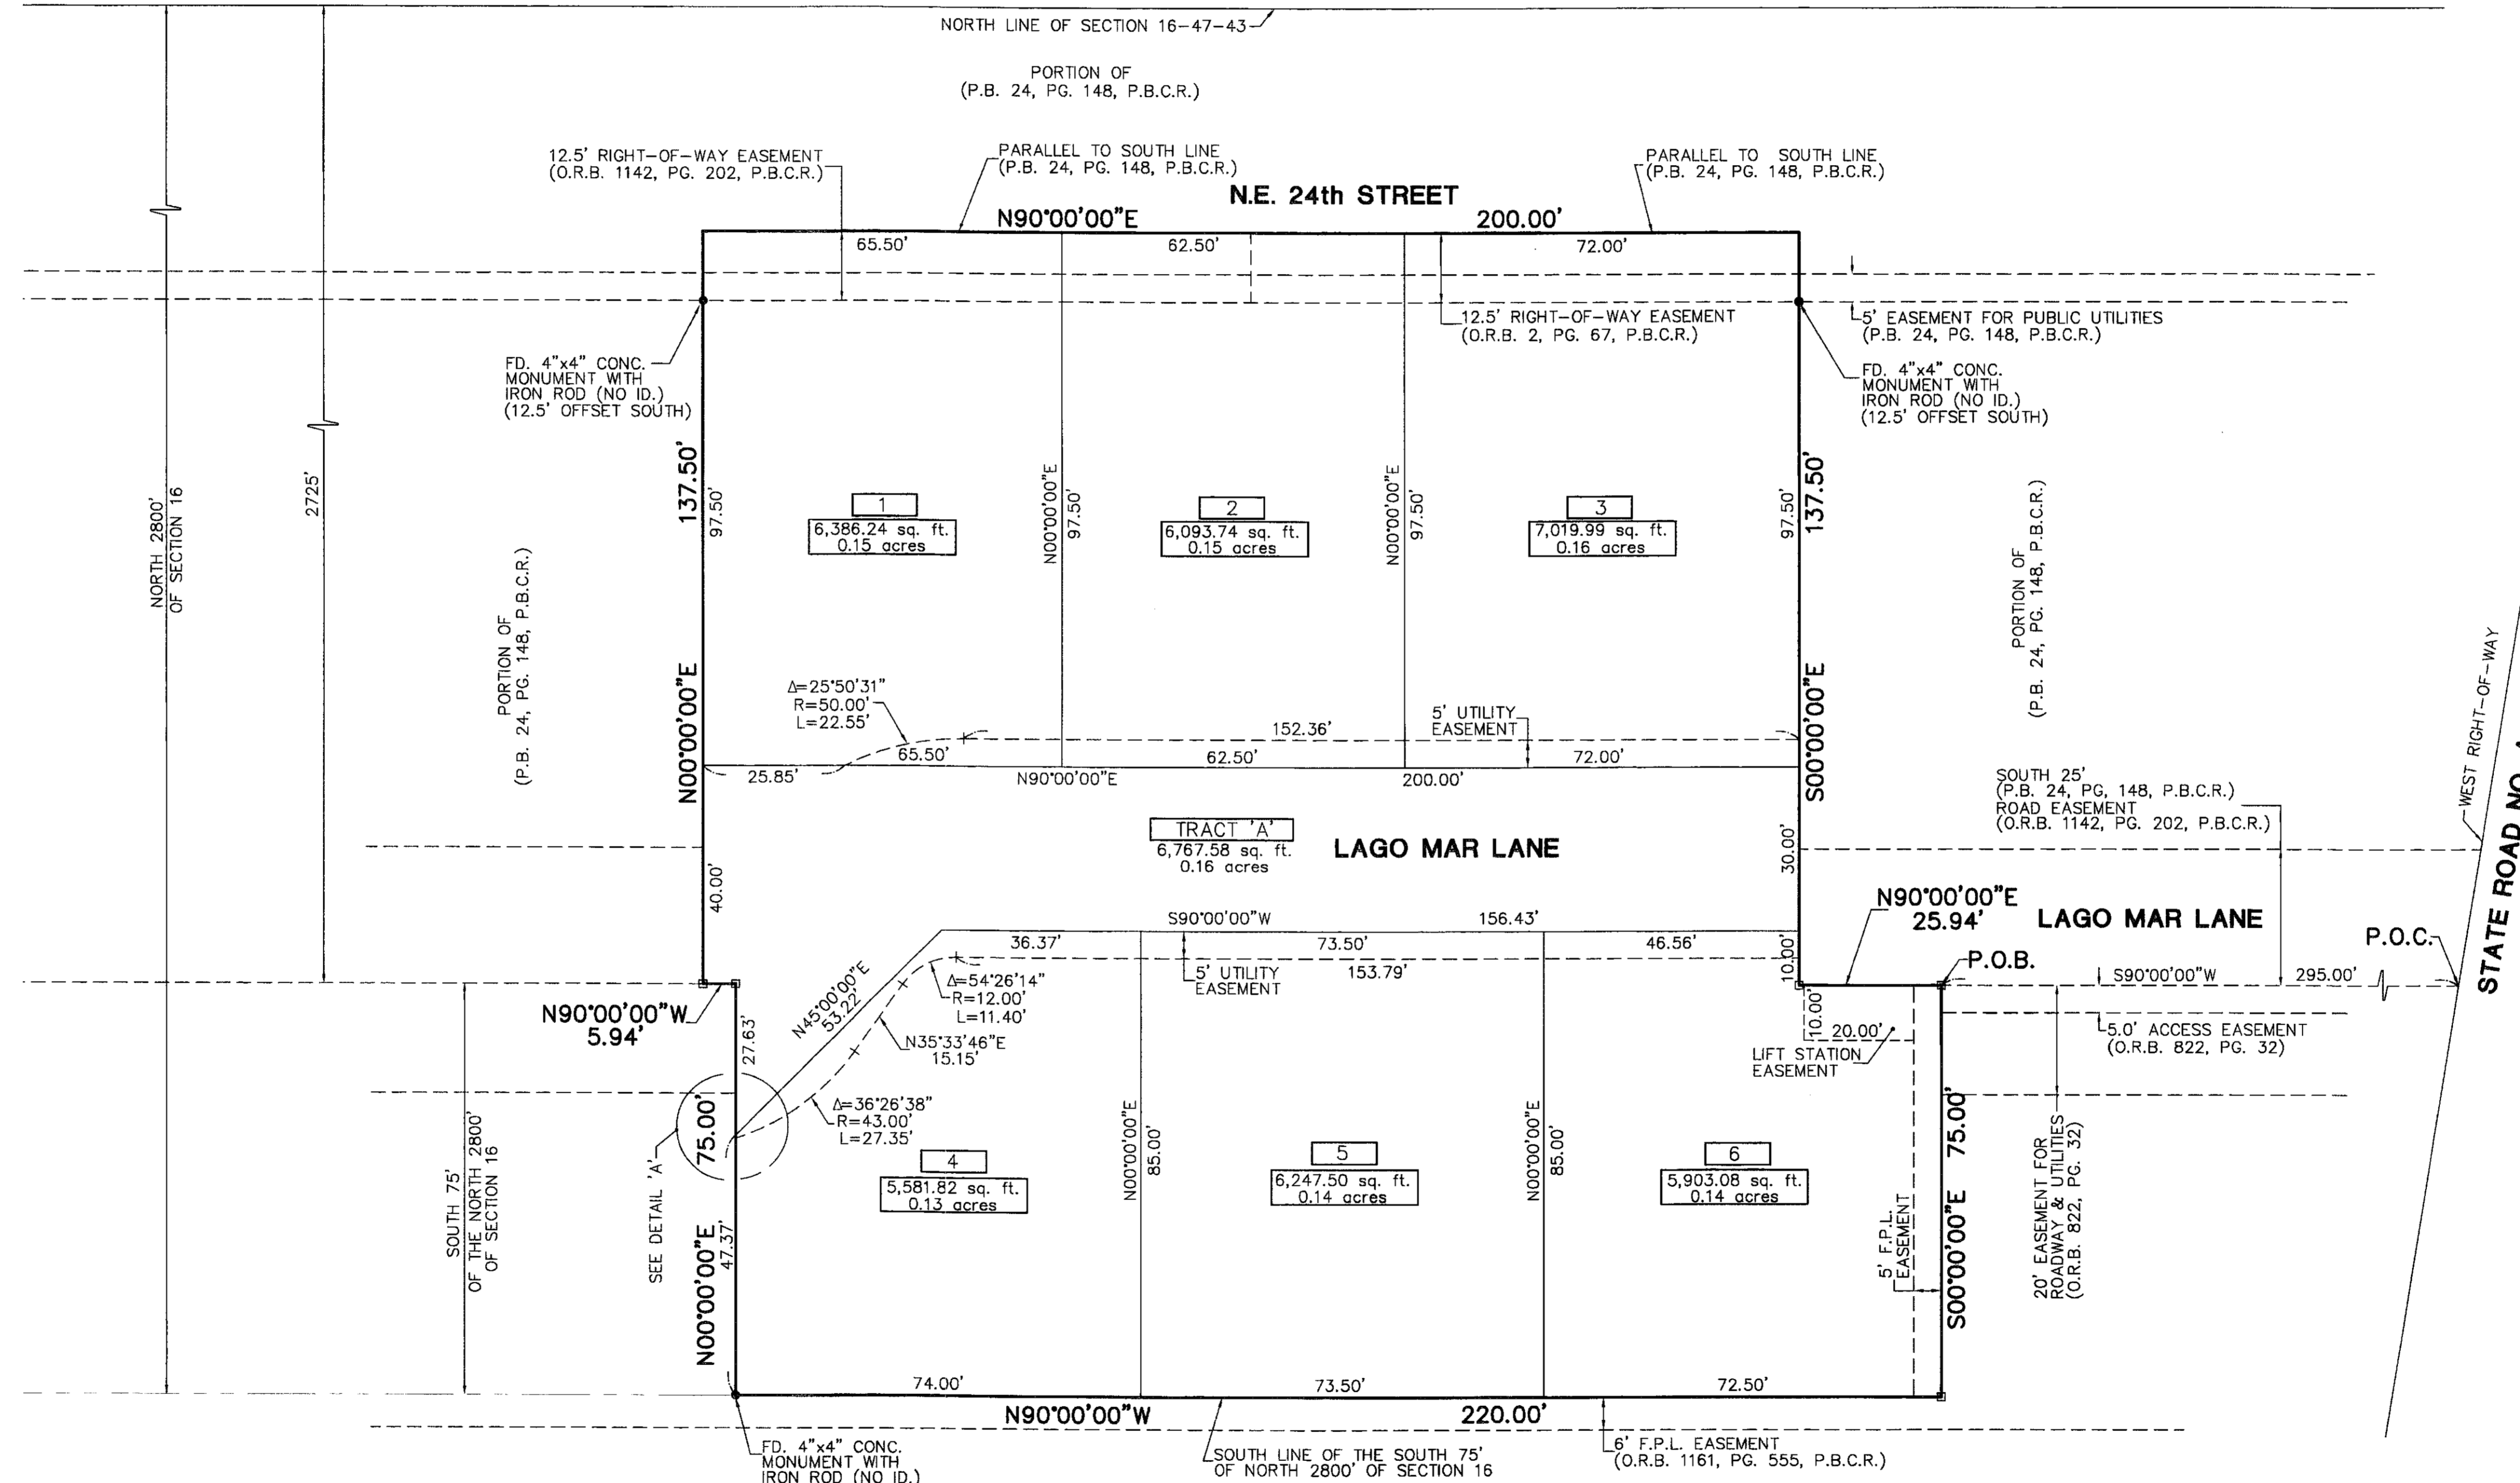 NORTH LINE OF SECTION 16-47-43
PORTION OF
(P.B. 24, PG. 148, P.B.C.R.)
12.5' RIGHT-OF-WAY EASEMENT
(O.R.B. 1142, PG. 202, P.B.C.R.)
PARALLEL TO SOUTH LINE
(P.B. 24, PG. 148, P.B.C.R.)
PARALLEL TO SOUTH LINE
(P.B. 24, PG. 148, P.B.C.R.)
N.E. 24th STREET
N90°00'00"E 200.00'
65.50' 62.50' 72.00'
12.5' RIGHT-OF-WAY EASEMENT
(O.R.B. 2, PG. 67, P.B.C.R.)
5' EASEMENT FOR PUBLIC UTILITIES
(P.B. 24, PG. 148, P.B.C.R.)
FD. 4"x4" CONC.
MONUMENT WITH
IRON ROD (NO ID.)
(12.5' OFFSET SOUTH)
FD. 4"x4" CONC.
MONUMENT WITH
IRON ROD (NO ID.)
(12.5' OFFSET SOUTH)
NORTH 2800'
OF SECTION 16
2725'
PORTION OF
(P.B. 24, PG. 148, P.B.C.R.)
N00°00'00"E 137.50'
97.50'
1
6,386.24 sq. ft.
0.15 acres
N00°00'00"E
97.50'
2
6,093.74 sq. ft.
0.15 acres
N00°00'00"E
97.50'
3
7,019.99 sq. ft.
0.16 acres
97.50'
S00°00'00"E 137.50'
PORTION OF
(P.B. 24, PG. 148, P.B.C.R.)
WEST RIGHT-OF-WAY
STATE ROAD NO.
Δ=25°50'31"
R=50.00'
L=22.55'
152.36'
5' UTILITY
EASEMENT
65.50' 62.50' 72.00'
25.85'
N90°00'00"E 200.00'
SOUTH 25'
(P.B. 24, PG, 148, P.B.C.R.)
ROAD EASEMENT
(O.R.B. 1142, PG. 202, P.B.C.R.)
TRACT 'A'
6,767.58 sq. ft.
0.16 acres
LAGO MAR LANE
40.00'
30.00'
10.00'
N90°00'00"E
25.94'
LAGO MAR LANE
P.O.C.
P.O.B.
S90°00'00"W 295.00'
S90°00'00"W 156.43'
36.37' 73.50' 46.56'
153.79'
5' UTILITY
EASEMENT
N45°00'00"E
53.22'
Δ=54°26'14"
R=12.00'
L=11.40'
N35°33'46"E
15.15'
Δ=36°26'38"
R=43.00'
L=27.35'
N90°00'00"W
5.94'
27.63'
10.00'
20.00'
LIFT STATION
EASEMENT
5.0' ACCESS EASEMENT
(O.R.B. 822, PG. 32)
SOUTH 75'
OF THE NORTH 2800'
OF SECTION 16
SEE DETAIL 'A'
N00°00'00"E 75.00'
47.37'
4
5,581.82 sq. ft.
0.13 acres
N00°00'00"E
85.00'
5
6,247.50 sq. ft.
0.14 acres
N00°00'00"E
85.00'
6
5,903.08 sq. ft.
0.14 acres
5' F.P.L.
EASEMENT
S00°00'00"E 75.00'
20' EASEMENT FOR
ROADWAY & UTILITIES
(O.R.B. 822, PG. 32)
74.00' 73.50' 72.50'
N90°00'00"W 220.00'
FD. 4"x4" CONC.
MONUMENT WITH
IRON ROD (NO ID.)
SOUTH LINE OF THE SOUTH 75'
OF NORTH 2800' OF SECTION 16
6' F.P.L. EASEMENT
(O.R.B. 1161, PG. 555, P.B.C.R.)